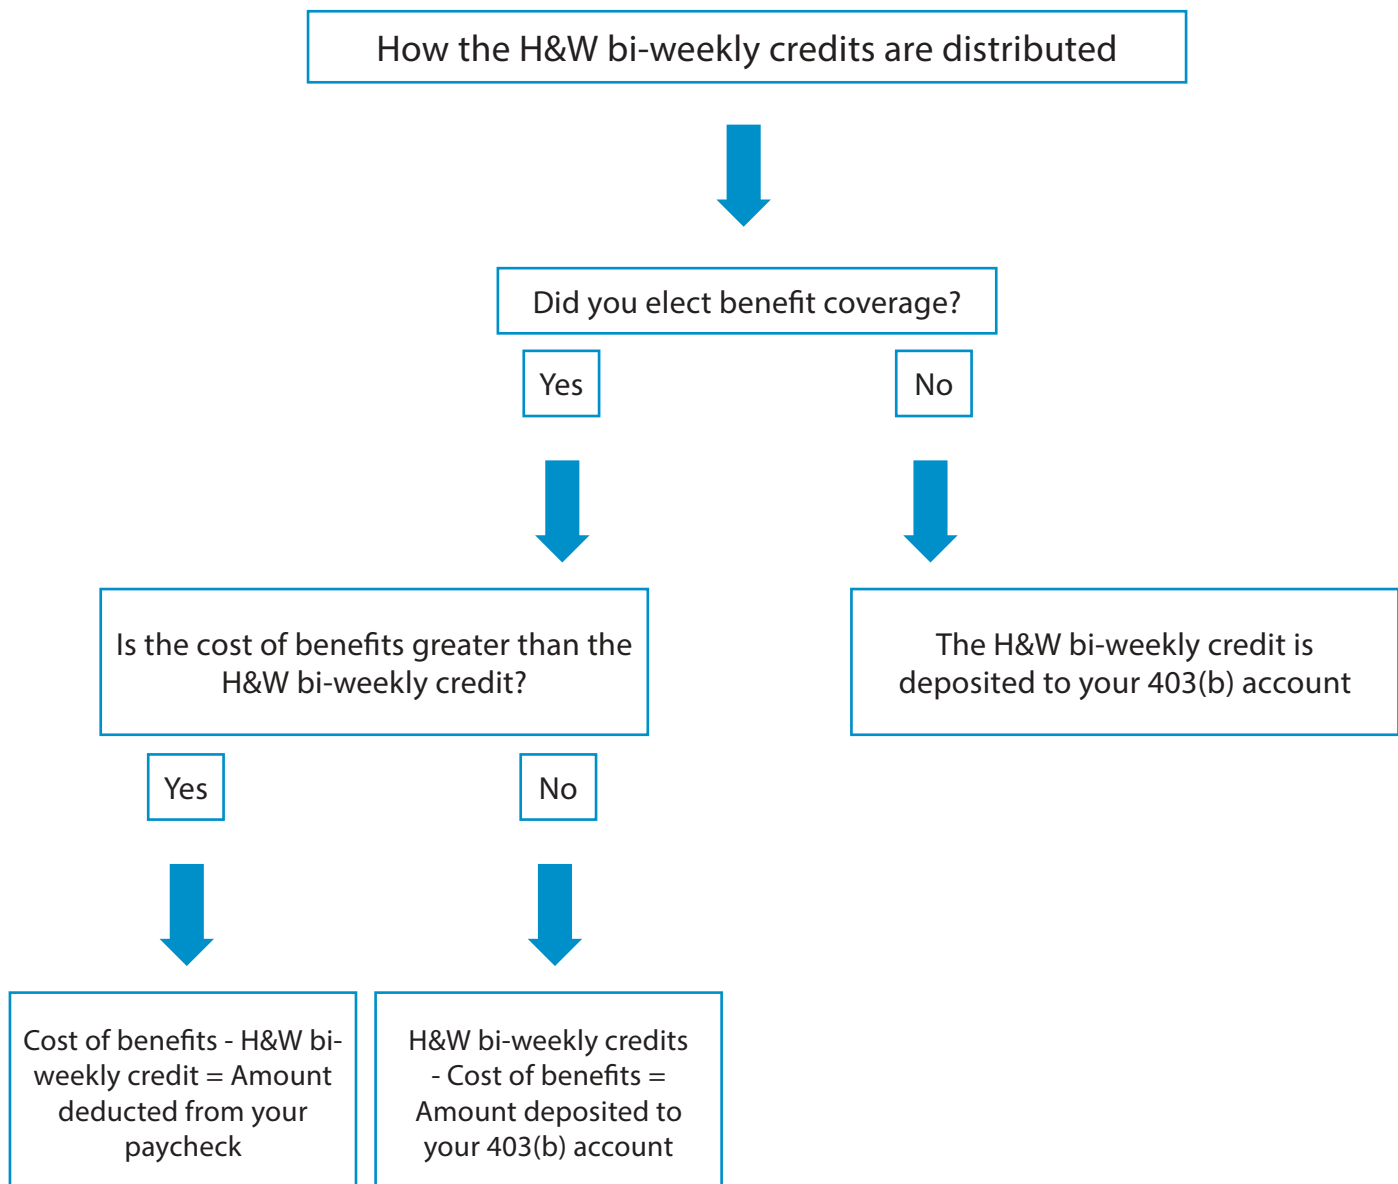 How the H&W bi-weekly credits are distributed
Did you elect benefit coverage?
Yes
No
Is the cost of benefits greater than the
H&W bi-weekly credit?
The H&W bi-weekly credit is
deposited to your 403(b) account
Yes
No
Cost of benefits - H&W bi-
weekly credit = Amount
deducted from your
paycheck
H&W bi-weekly credits
- Cost of benefits =
Amount deposited to
your 403(b) account